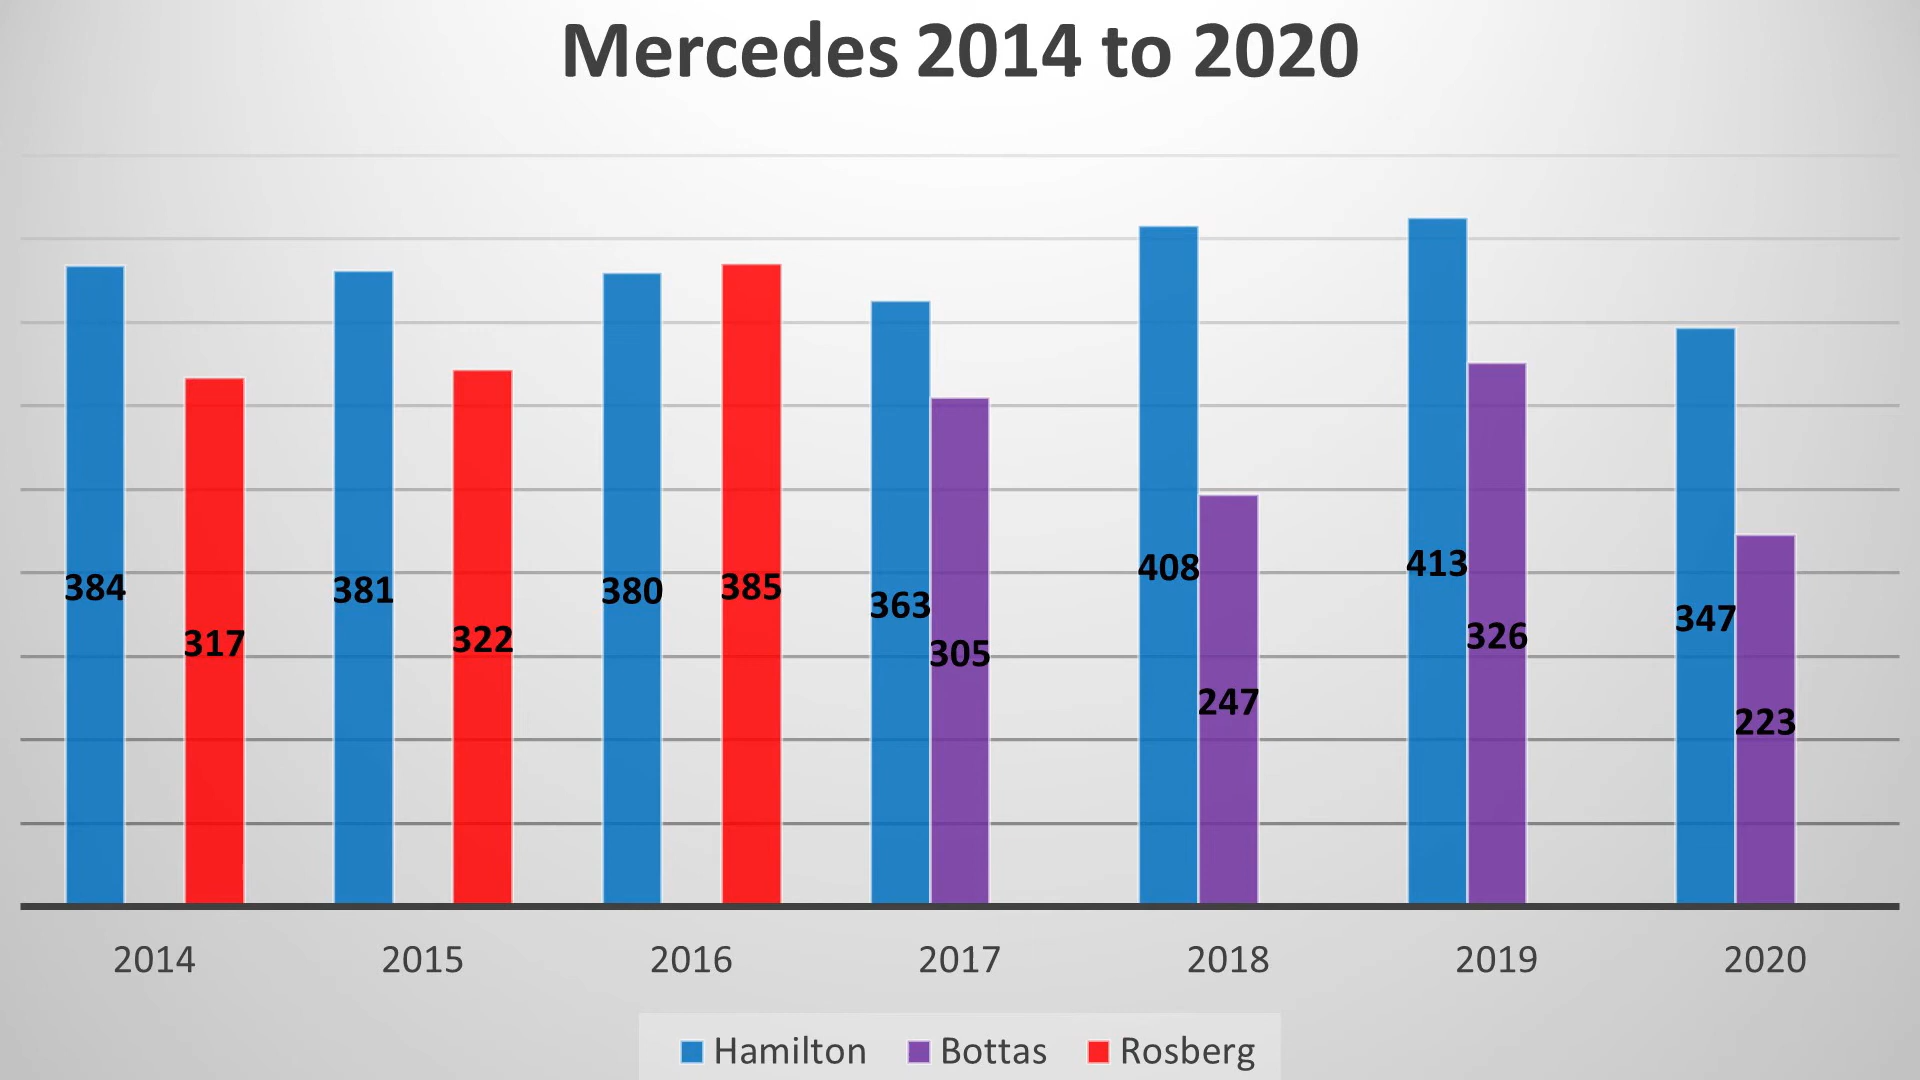 Mercedes 2014 to 2020
384 317 381 322 380 385 363 305 408 247 413 326 347 223
2014 2015 2016 2017 2018 2019 2020
Hamilton Bottas Rosberg